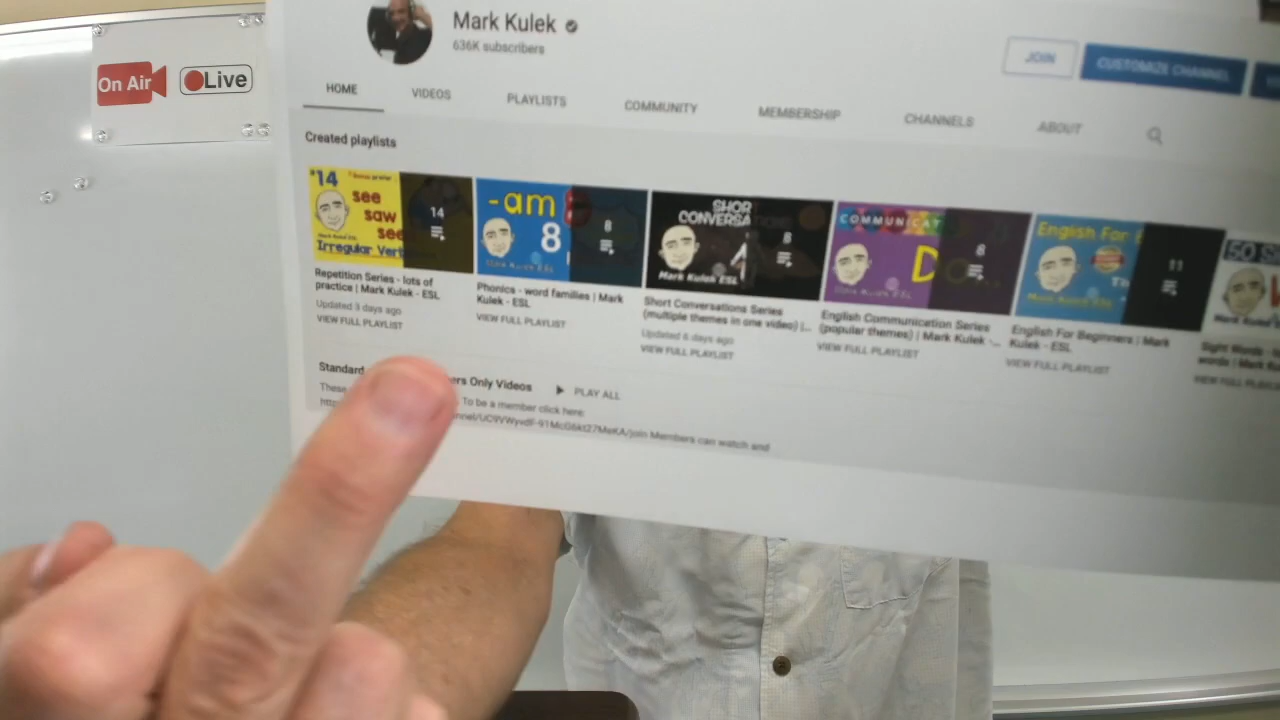 On Air
Live
Mark Kulek
636K subscribers
JOIN
CUSTOMIZE CHANNEL
HOME
VIDEOS
PLAYLISTS
COMMUNITY
MEMBERSHIP
CHANNELS
ABOUT
Created playlists
#14
see
saw
Mark Kulek ESL
14
Repetition Series - lots of
practice | Mark Kulek - ESL
Updated 3 days ago
VIEW FULL PLAYLIST
-am
8
Mark Kulek ESL
8
Phonics - word families | Mark
Kulek - ESL
VIEW FULL PLAYLIST
Mark Kulek ESL
8
Short Conversations Series
(multiple themes in one video) |...
Updated 6 days ago
VIEW FULL PLAYLIST
Mark Kulek ESL
8
English Communication Series
(popular themes) | Mark Kulek -...
VIEW FULL PLAYLIST
English For
Mark Kulek ESL
11
English For Beginners | Mark
Kulek - ESL
VIEW FULL PLAYLIST
50
Sight Words -
words |
VIEW FULL
Standard
Only Videos
PLAY ALL
These
To be a member click here:
join Members can watch and